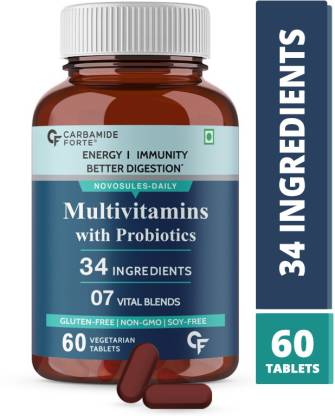 CF CARBAMIDE
FORTE®
ENERGY | IMMUNITY
BETTER DIGESTION*
NOVOSULES-DAILY
Multivitamins
with Probiotics
34 INGREDIENTS
07 VITAL BLENDS
GLUTEN-FREE | NON-GMO | SOY-FREE
60 VEGETARIAN
TABLETS
CF
34 INGREDIENTS
60
TABLETS